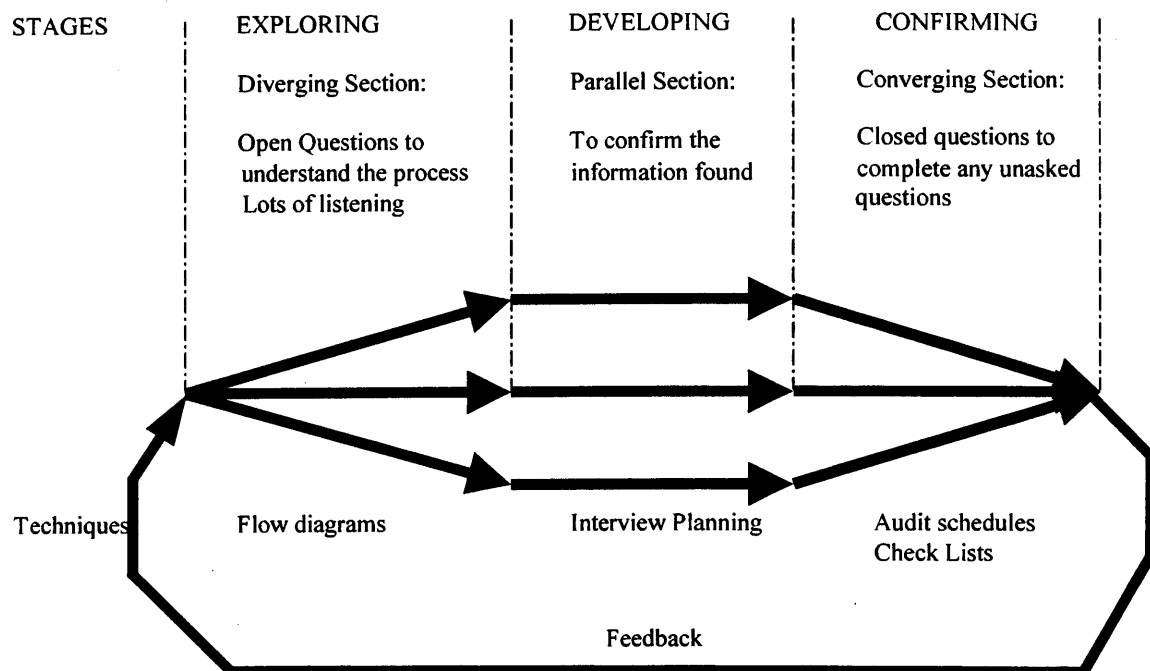 STAGES
EXPLORING
DEVELOPING
CONFIRMING
Diverging Section:
Parallel Section:
Converging Section:
Open Questions to
understand the process
Lots of listening
To confirm the
information found
Closed questions to
complete any unasked
questions
Techniques
Flow diagrams
Interview Planning
Audit schedules
Check Lists
Feedback